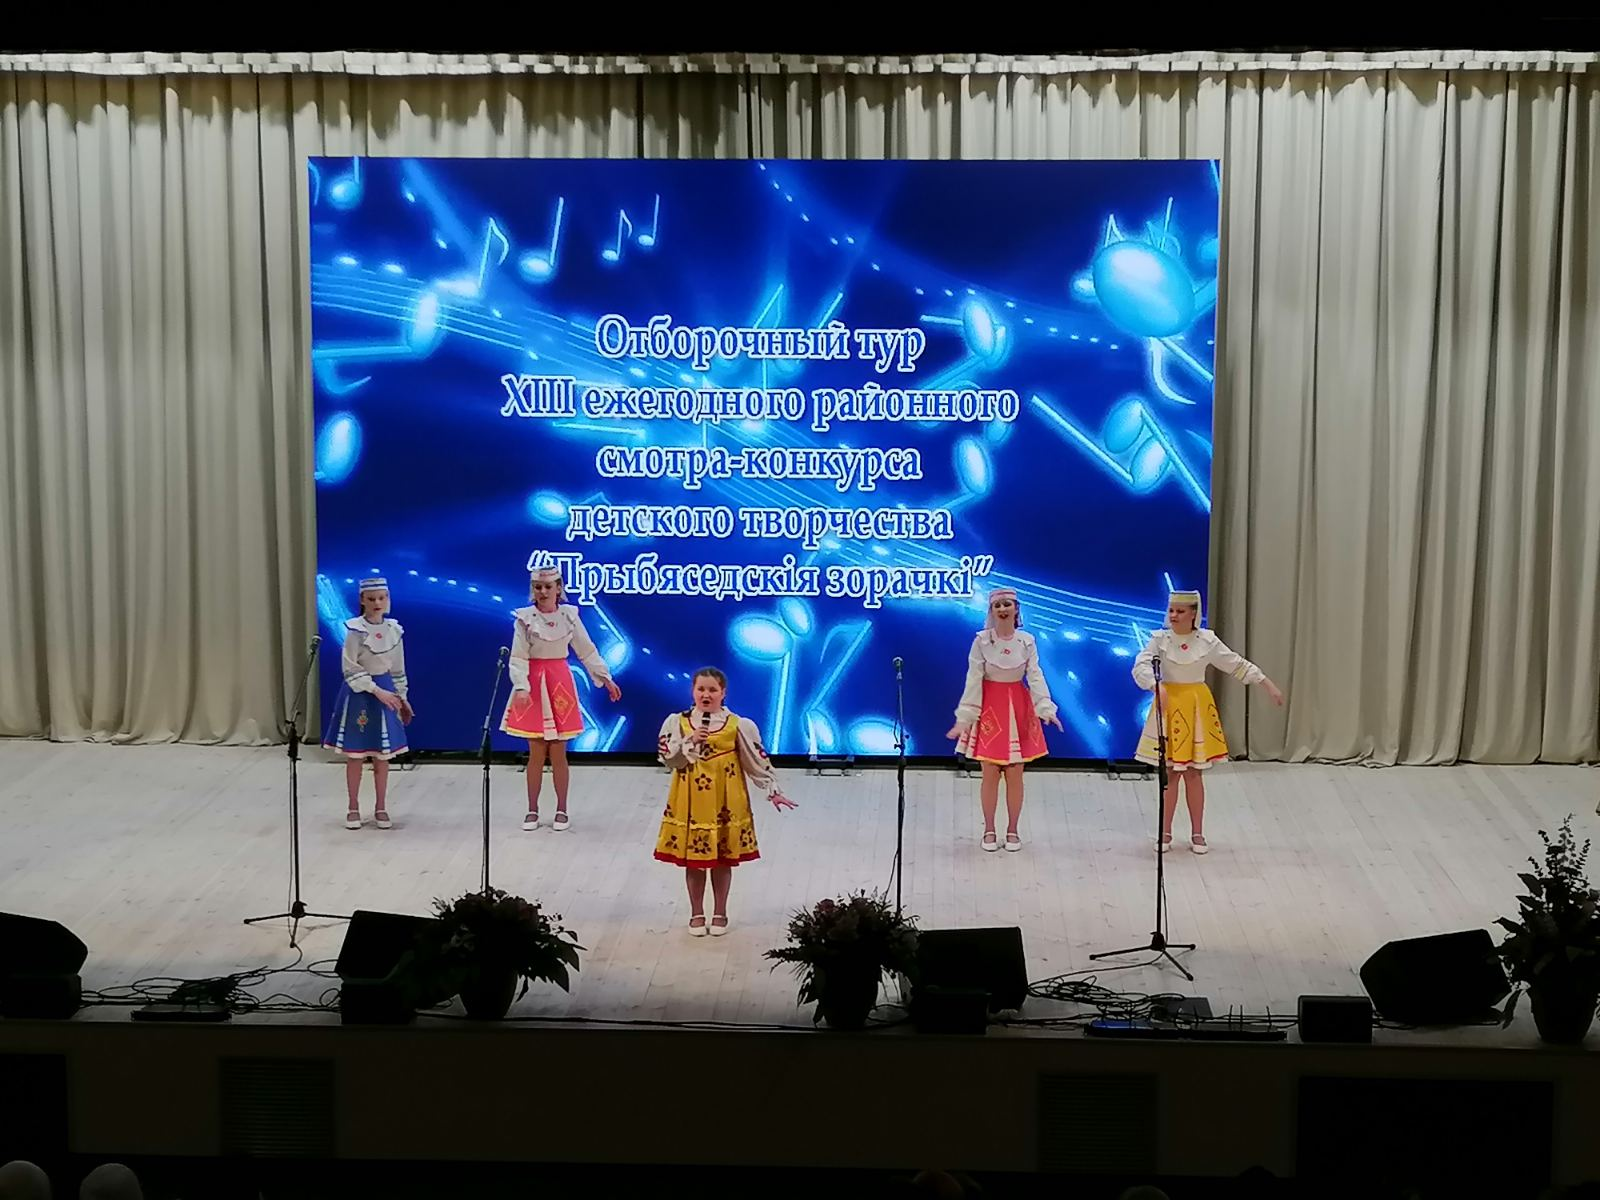 Отборочный тур
XIII ежегодного районного
смотра-конкурса
детского творчества
“Прыбяседскія зорачкі”